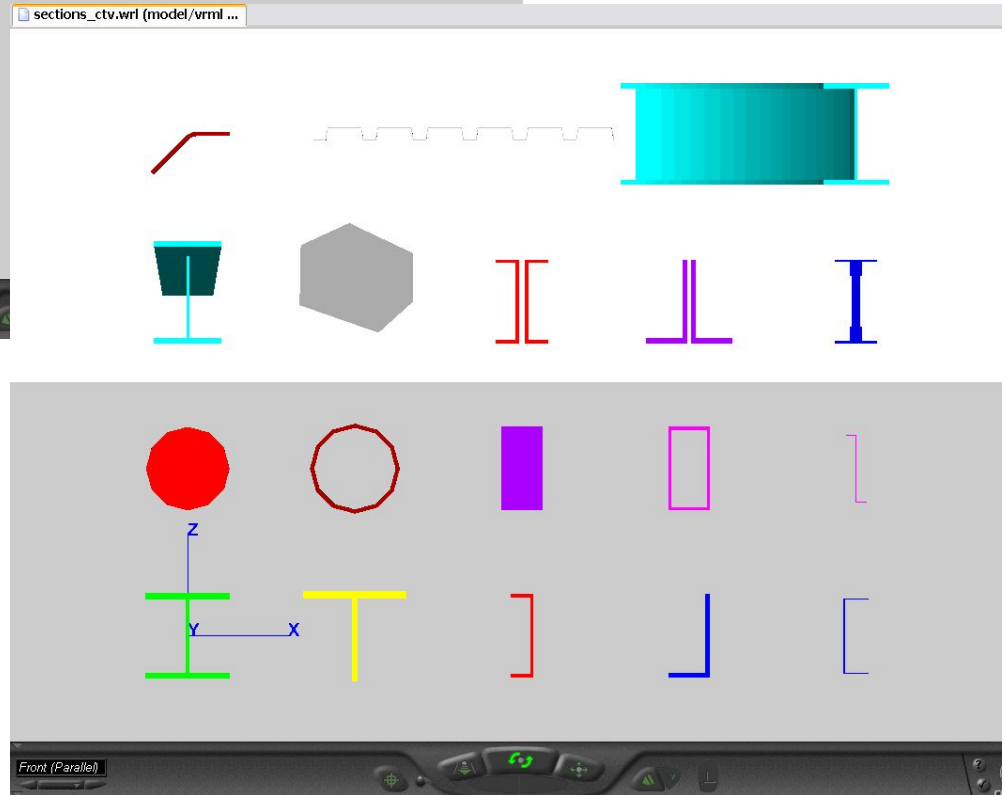 sections_ctv.wrl (model/vrml ...
Z
Y X
Front (Parallel)
?